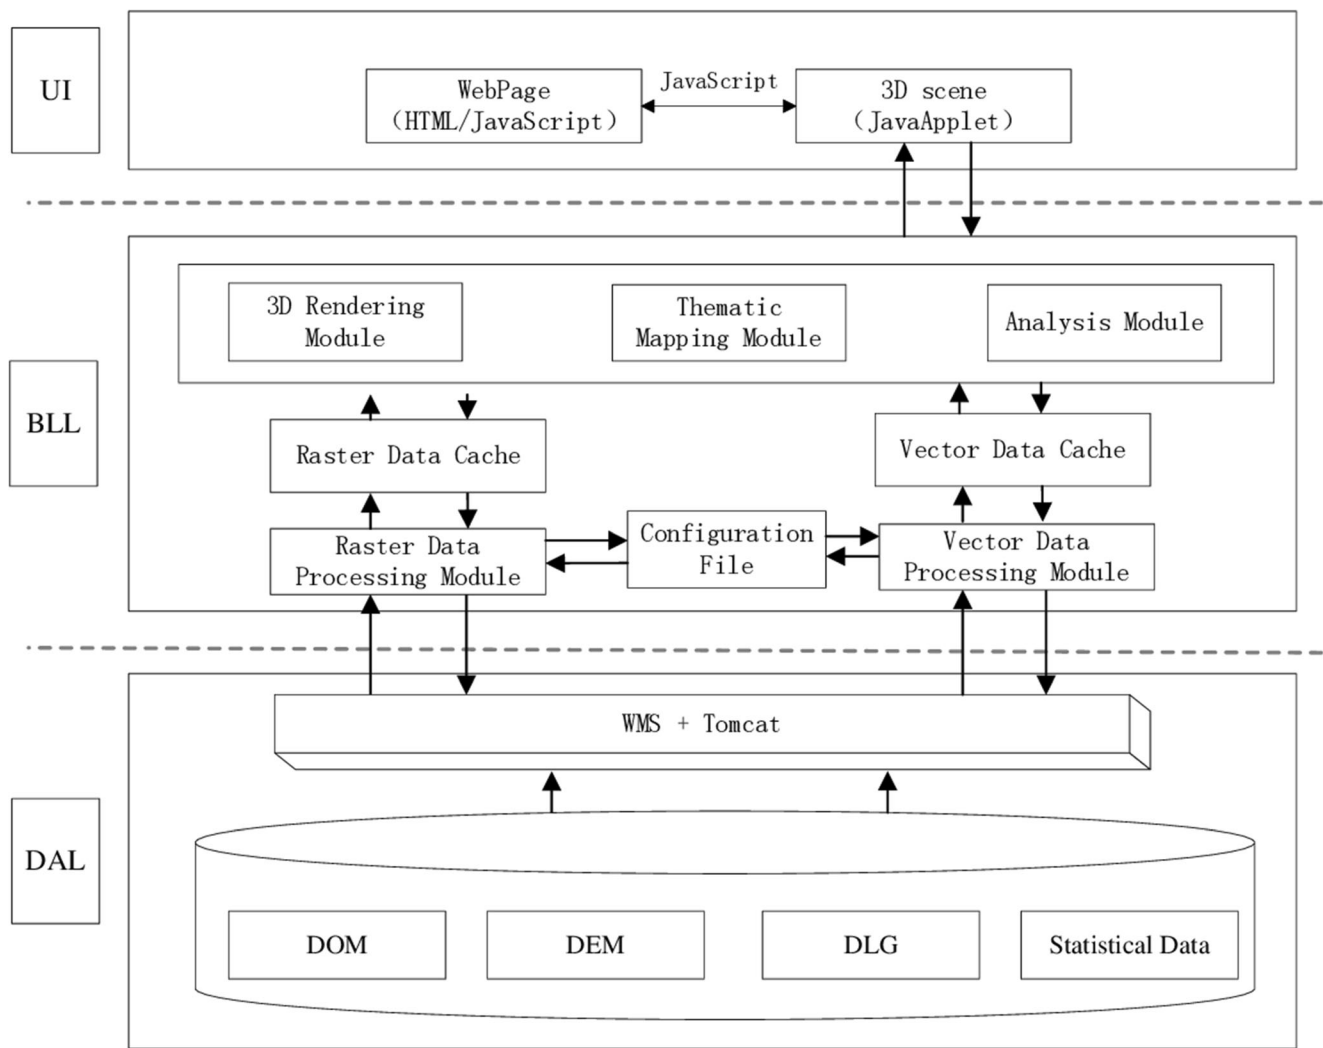 UI
WebPage
（HTML/JavaScript）
JavaScript
3D scene
（JavaApplet）
BLL
3D Rendering
Module
Thematic
Mapping Module
Analysis Module
Raster Data Cache
Vector Data Cache
Raster Data
Processing Module
Configuration
File
Vector Data
Processing Module
DAL
WMS + Tomcat
DOM
DEM
DLG
Statistical Data